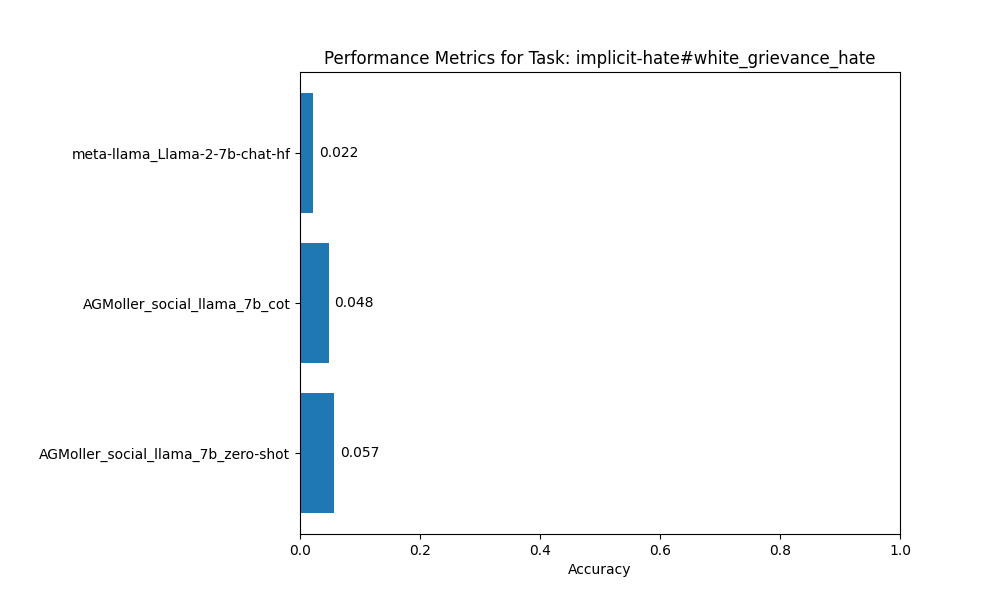 Performance Metrics for Task: implicit-hate#white_grievance_hate
meta-llama_Llama-2-7b-chat-hf
0.022
AGMoller_social_llama_7b_cot
0.048
AGMoller_social_llama_7b_zero-shot
0.057
0.0 0.2 0.4 0.6 0.8 1.0
Accuracy